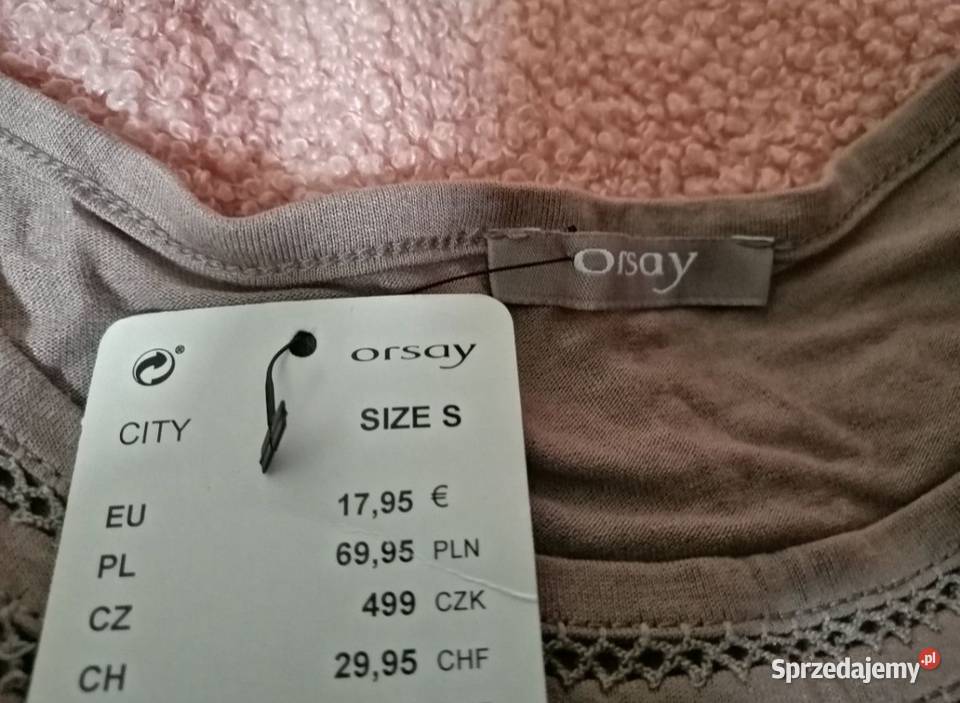 Orsay
® orsay
CITY SIZE S
EU 17,95 €
PL 69,95 PLN
CZ 499 CZK
CH 29,95 CHF
Sprzedajemy.pl